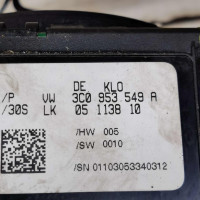 DE KLO
/P VW 3C0 953 549 A
/30S LK 05 1138 10
/HW 005
/SW 0010
/SN 01103053340312